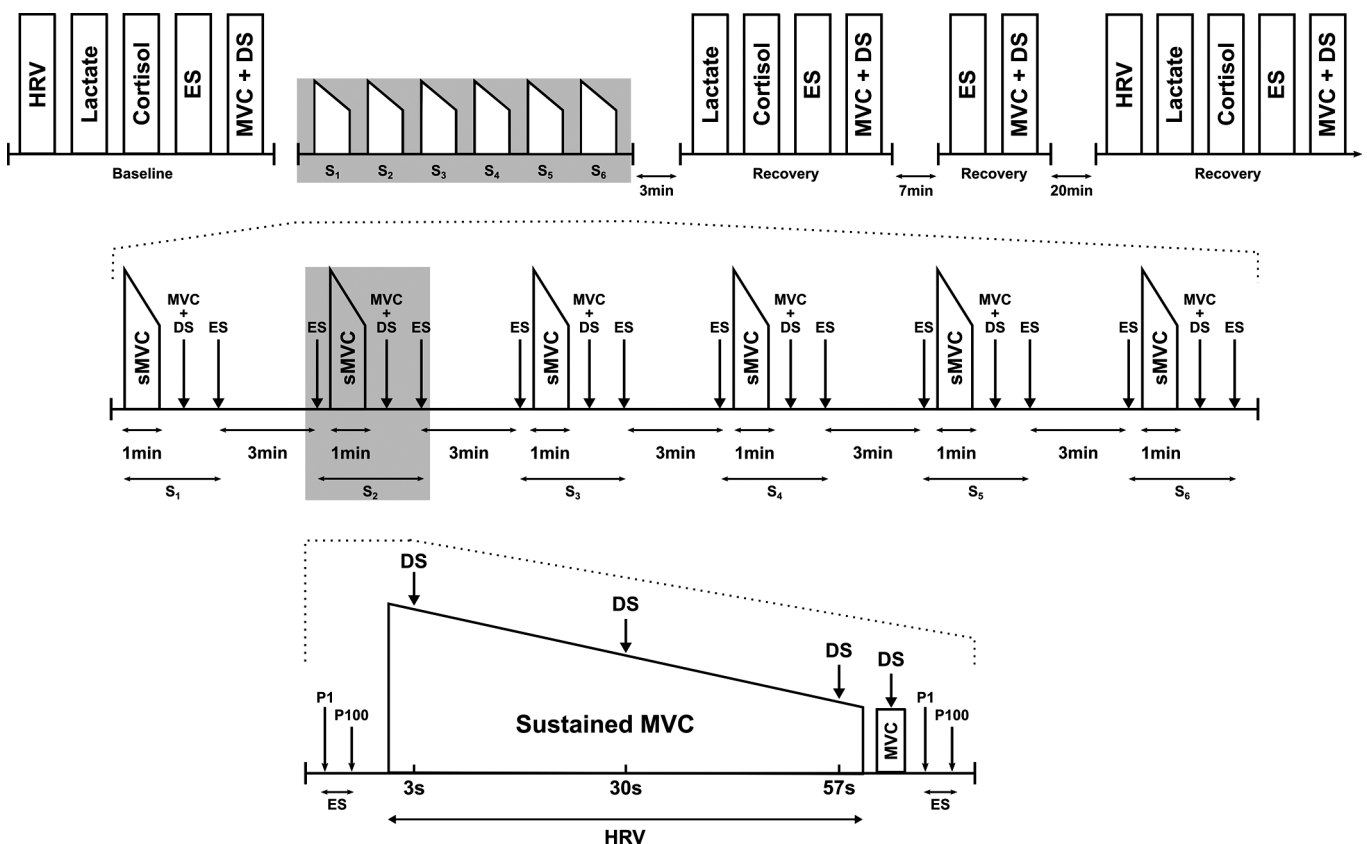 HRV
Lactate
Cortisol
ES
MVC + DS
Baseline
S₁
S₂
S₃
S₄
S₅
S₆
3min
Lactate
Cortisol
ES
MVC + DS
Recovery
7min
ES
MVC + DS
Recovery
20min
HRV
Lactate
Cortisol
ES
MVC + DS
Recovery
sMVC
MVC
+
DS
ES
ES
sMVC
MVC
+
DS
ES
ES
sMVC
MVC
+
DS
ES
ES
sMVC
MVC
+
DS
ES
ES
sMVC
MVC
+
DS
ES
ES
sMVC
MVC
+
DS
ES
1min
3min
1min
3min
1min
3min
1min
3min
1min
3min
1min
S₁
S₂
S₃
S₄
S₅
S₆
DS
DS
DS
DS
P1
P100
Sustained MVC
MVC
P1
P100
3s
30s
57s
ES
ES
HRV